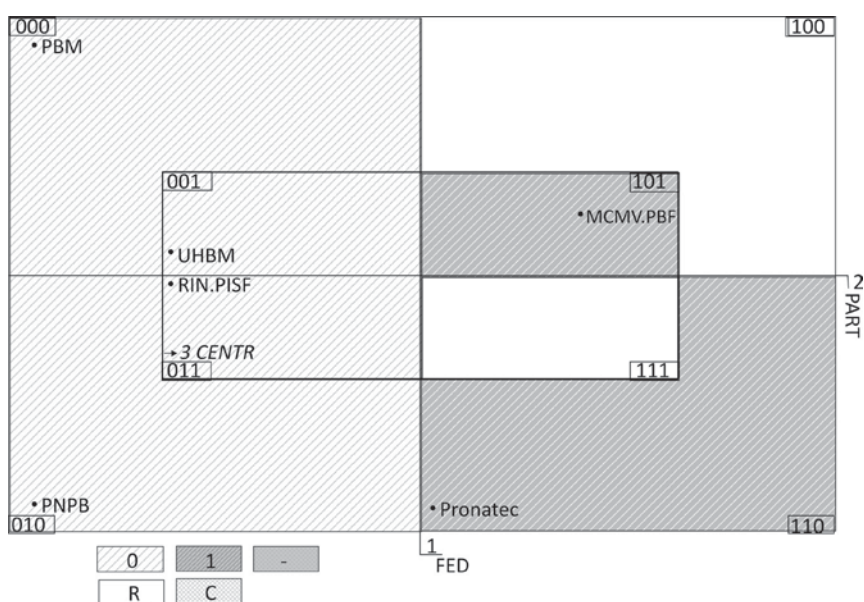 000
100
• PBM
001
101
• MCMV.PBF
• UHBM
• RIN.PISF
2
PART
3 CENTR
011
111
• PNPB
• Pronatec
010
110
1
FED
0 1 -
R C